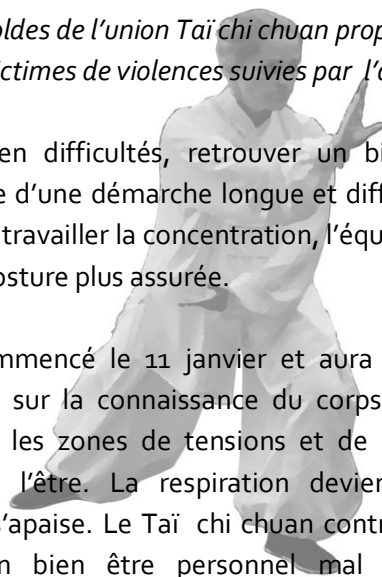 oldes de l'union Taï chi chuan prop
ictimes de violences suivies par l'a
en difficultés, retrouver un bi
e d'une démarche longue et diff
travailler la concentration, l'équ
osture plus assurée.
mmencé le 11 janvier et aura
sur la connaissance du corps
les zones de tensions et de
l'être. La respiration devien
s'apaise. Le Taï chi chuan contr
n bien être personnel mal